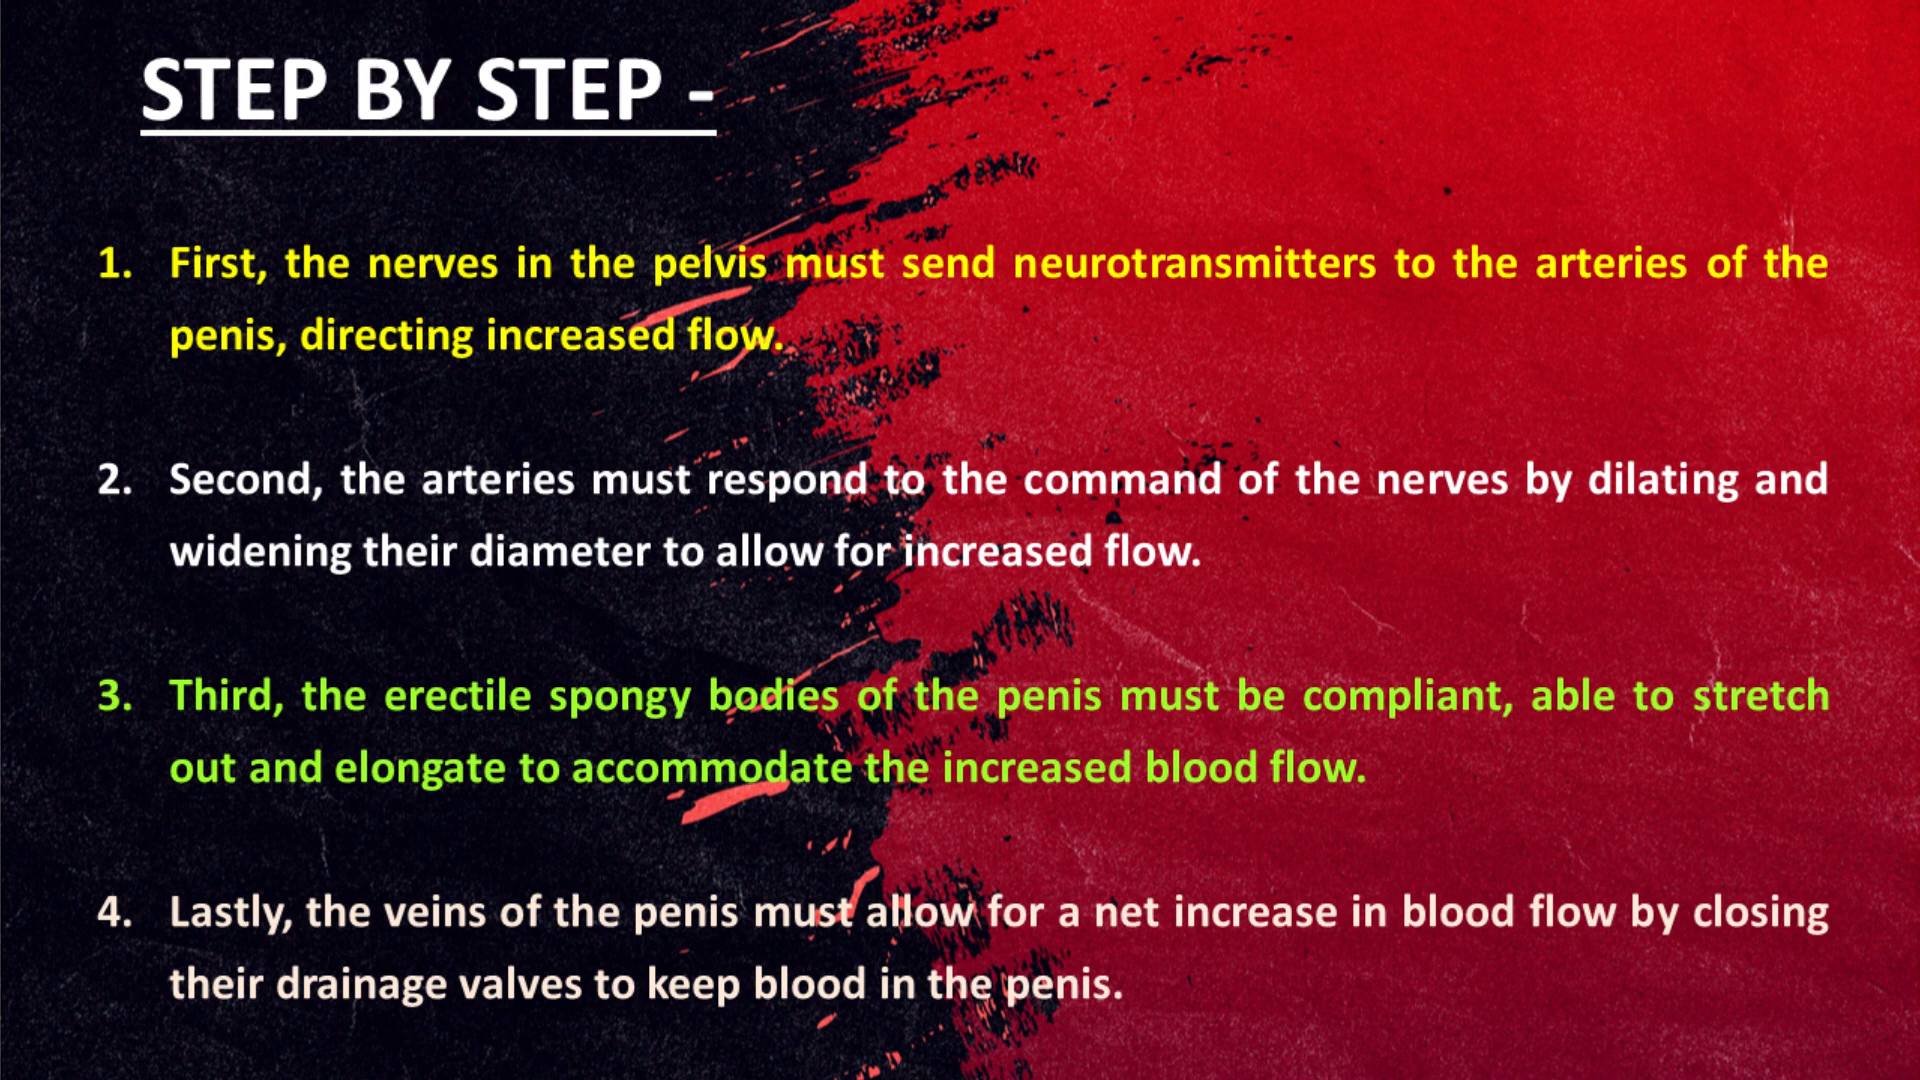 STEP BY STEP -
1. First, the nerves in the pelvis must send neurotransmitters to the arteries of the
penis, directing increased flow.
2. Second, the arteries must respond to the command of the nerves by dilating and
widening their diameter to allow for increased flow.
3. Third, the erectile spongy bodies of the penis must be compliant, able to stretch
out and elongate to accommodate the increased blood flow.
4. Lastly, the veins of the penis must allow for a net increase in blood flow by closing
their drainage valves to keep blood in the penis.